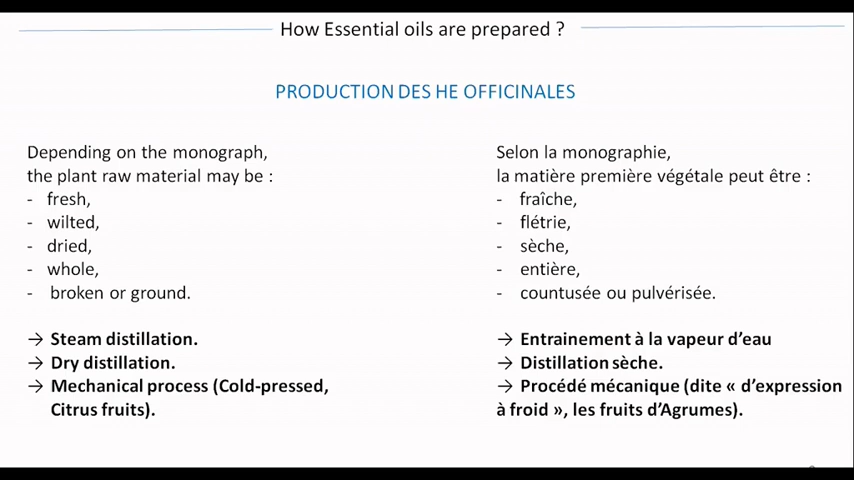 How Essential oils are prepared ?
PRODUCTION DES HE OFFICINALES
Depending on the monograph,
the plant raw material may be :
- fresh,
- wilted,
- dried,
- whole,
- broken or ground.
→ Steam distillation.
→ Dry distillation.
→ Mechanical process (Cold-pressed,
Citrus fruits).
Selon la monographie,
la matière première végétale peut être :
- fraîche,
- flétrie,
- sèche,
- entière,
- countusée ou pulvérisée.
→ Entrainement à la vapeur d’eau
→ Distillation sèche.
→ Procédé mécanique (dite « d’expression
à froid », les fruits d’Agrumes).